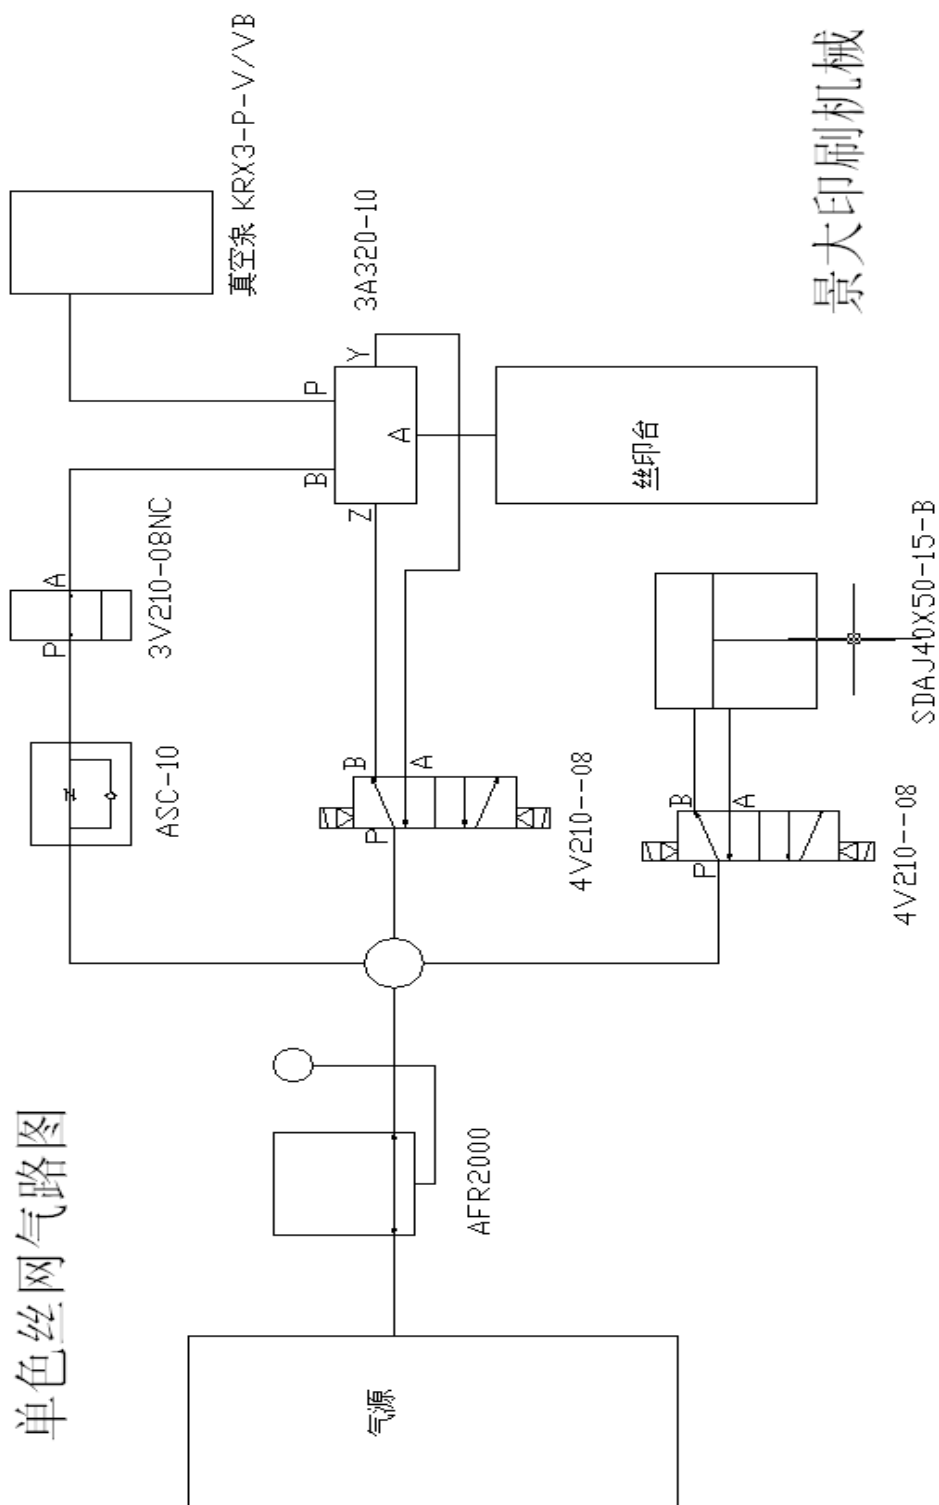 单色丝网气路图
气源
AFR2000
ASC-10
P
A
3V210-08NC
真空泵 KRX3-P-V/VB
B
P
Z
Y
A
3A320-10
丝印台
P
B
A
4V210--08
P
B
A
4V210--08
SDAJ40X50-15-B
景大印刷机械